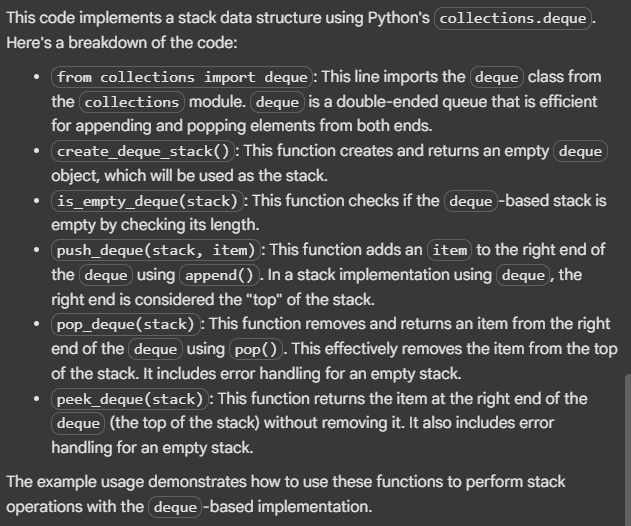 This code implements a stack data structure using Python's collections.deque.
Here's a breakdown of the code:
• from collections import deque: This line imports the deque class from
the collections module. deque is a double-ended queue that is efficient
for appending and popping elements from both ends.
• create_deque_stack(): This function creates and returns an empty deque
object, which will be used as the stack.
• is_empty_deque(stack): This function checks if the deque-based stack is
empty by checking its length.
• push_deque(stack, item): This function adds an item to the right end of
the deque using append(). In a stack implementation using deque, the
right end is considered the "top" of the stack.
• pop_deque(stack): This function removes and returns an item from the right
end of the deque using pop(). This effectively removes the item from the top
of the stack. It includes error handling for an empty stack.
• peek_deque(stack): This function returns the item at the right end of the
deque (the top of the stack) without removing it. It also includes error
handling for an empty stack.
The example usage demonstrates how to use these functions to perform stack
operations with the deque-based implementation.